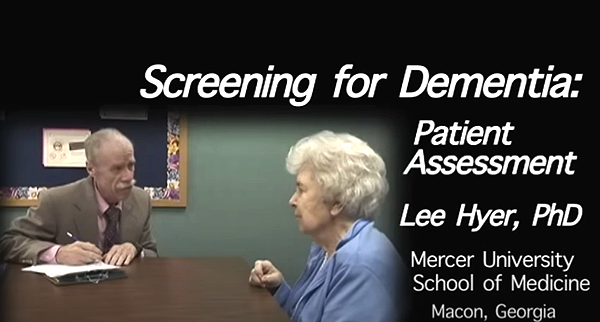 Screening for Dementia:
Patient
Assessment
Lee Hyer, PhD
Mercer University
School of Medicine
Macon, Georgia